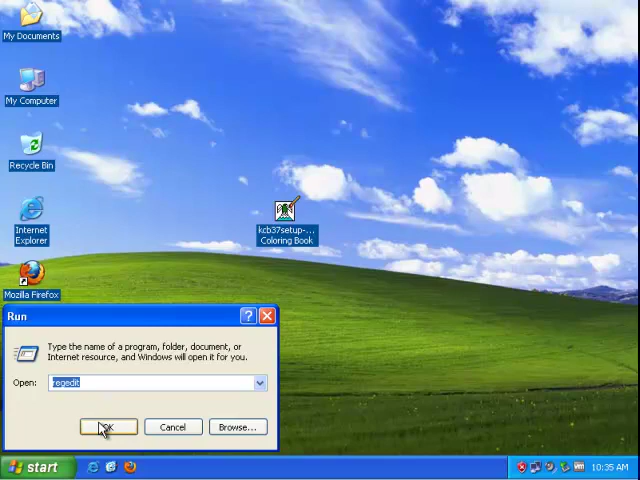 My Documents
My Computer
Recycle Bin
Internet
Explorer
Mozilla Firefox
kcb37setup-...
Coloring Book
Run
Type the name of a program, folder, document, or
Internet resource, and Windows will open it for you.
Open:
regedit
OK
Cancel
Browse...
start
10:35 AM